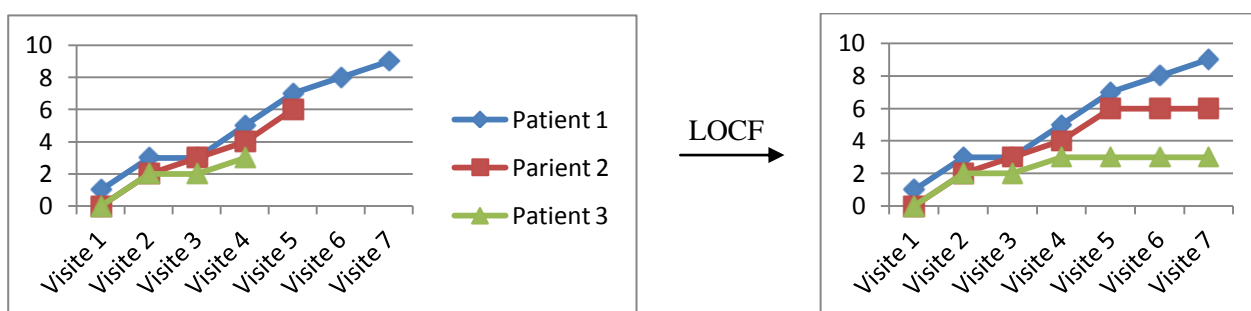 10
8
6
4
2
0
Visite 1
Visite 2
Visite 3
Visite 4
Visite 5
Visite 6
Visite 7
Patient 1
Parient 2
Patient 3
LOCF
10
8
6
4
2
0
Visite 1
Visite 2
Visite 3
Visite 4
Visite 5
Visite 6
Visite 7